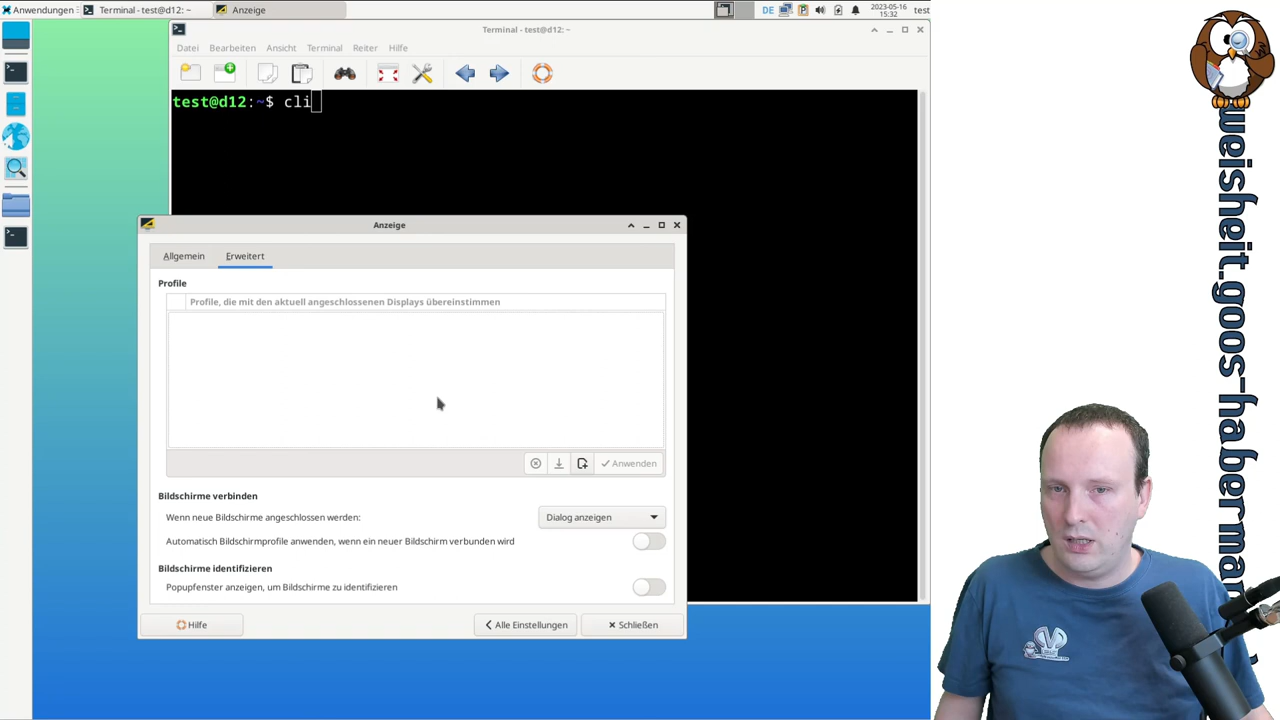 Anwendungen
Terminal - test@d12: ~
Anzeige
DE
2023-05-16
15:32
test
Terminal - test@d12: ~
Datei Bearbeiten Ansicht Terminal Reiter Hilfe
test@d12:~$ cli
Anzeige
Allgemein Erweitert
Profile
Profile, die mit den aktuell angeschlossenen Displays übereinstimmen
Anwenden
Bildschirme verbinden
Wenn neue Bildschirme angeschlossen werden: Dialog anzeigen
Automatisch Bildschirmprofile anwenden, wenn ein neuer Bildschirm verbunden wird
Bildschirme identifizieren
Popupfenster anzeigen, um Bildschirme zu identifizieren
Hilfe Alle Einstellungen Schließen